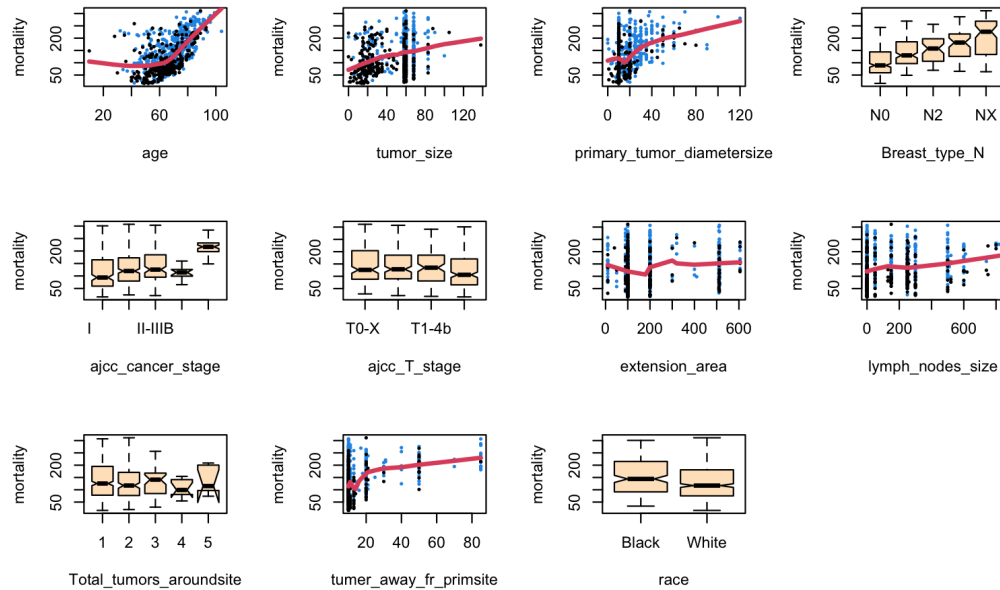 mortality
50 200
20 60 100
age
mortality
50 200
0 40 80 120
tumor_size
mortality
50 200
0 40 80 120
primary_tumor_diametersize
mortality
50 200
N0 N2 NX
Breast_type_N
mortality
50 200
I II-IIIB
ajcc_cancer_stage
mortality
50 200
T0-X T1-4b
ajcc_T_stage
mortality
50 200
0 200 400 600
extension_area
mortality
50 200
0 200 600
lymph_nodes_size
mortality
50 200
1 2 3 4 5
Total_tumors_aroundsite
mortality
50 200
20 40 60 80
tumer_away_fr_primsite
mortality
50 200
Black White
race